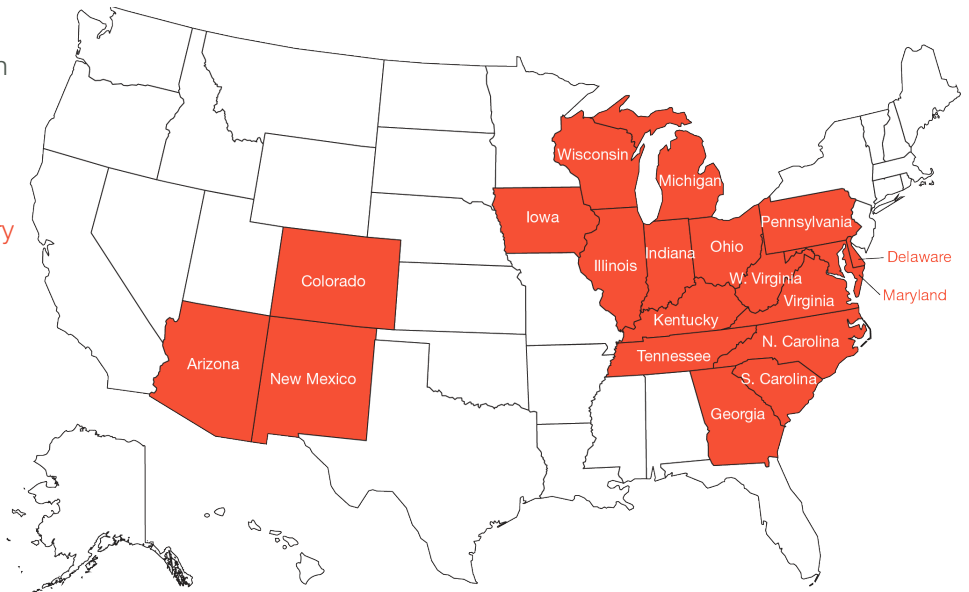 n
Wisconsin
Michigan
ry
Iowa
Pennsylvania
Indiana
Ohio
Delaware
Illinois
W. Virginia
Colorado
Maryland
Virginia
Kentucky
N. Carolina
Tennessee
Arizona
New Mexico
S. Carolina
Georgia